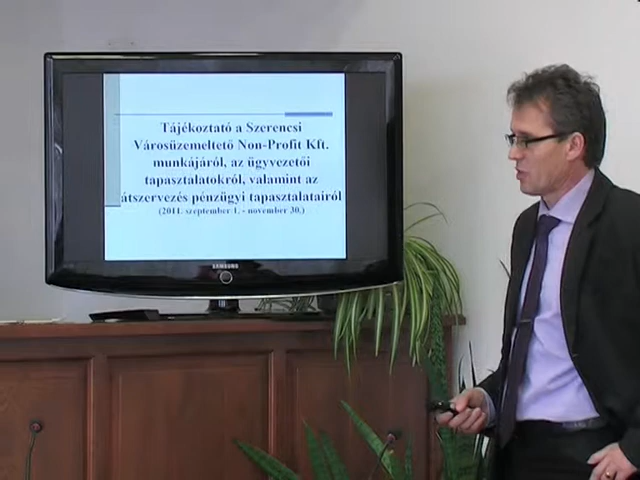 Tájékoztató a Szerencsi
Városüzemeltető Non-Profit Kft.
munkájáról, az ügyvezetői
tapasztalatokról, valamint az
átszervezés pénzügyi tapasztalatairól
(2011. szeptember 1. - november 30.)
SAMSUNG